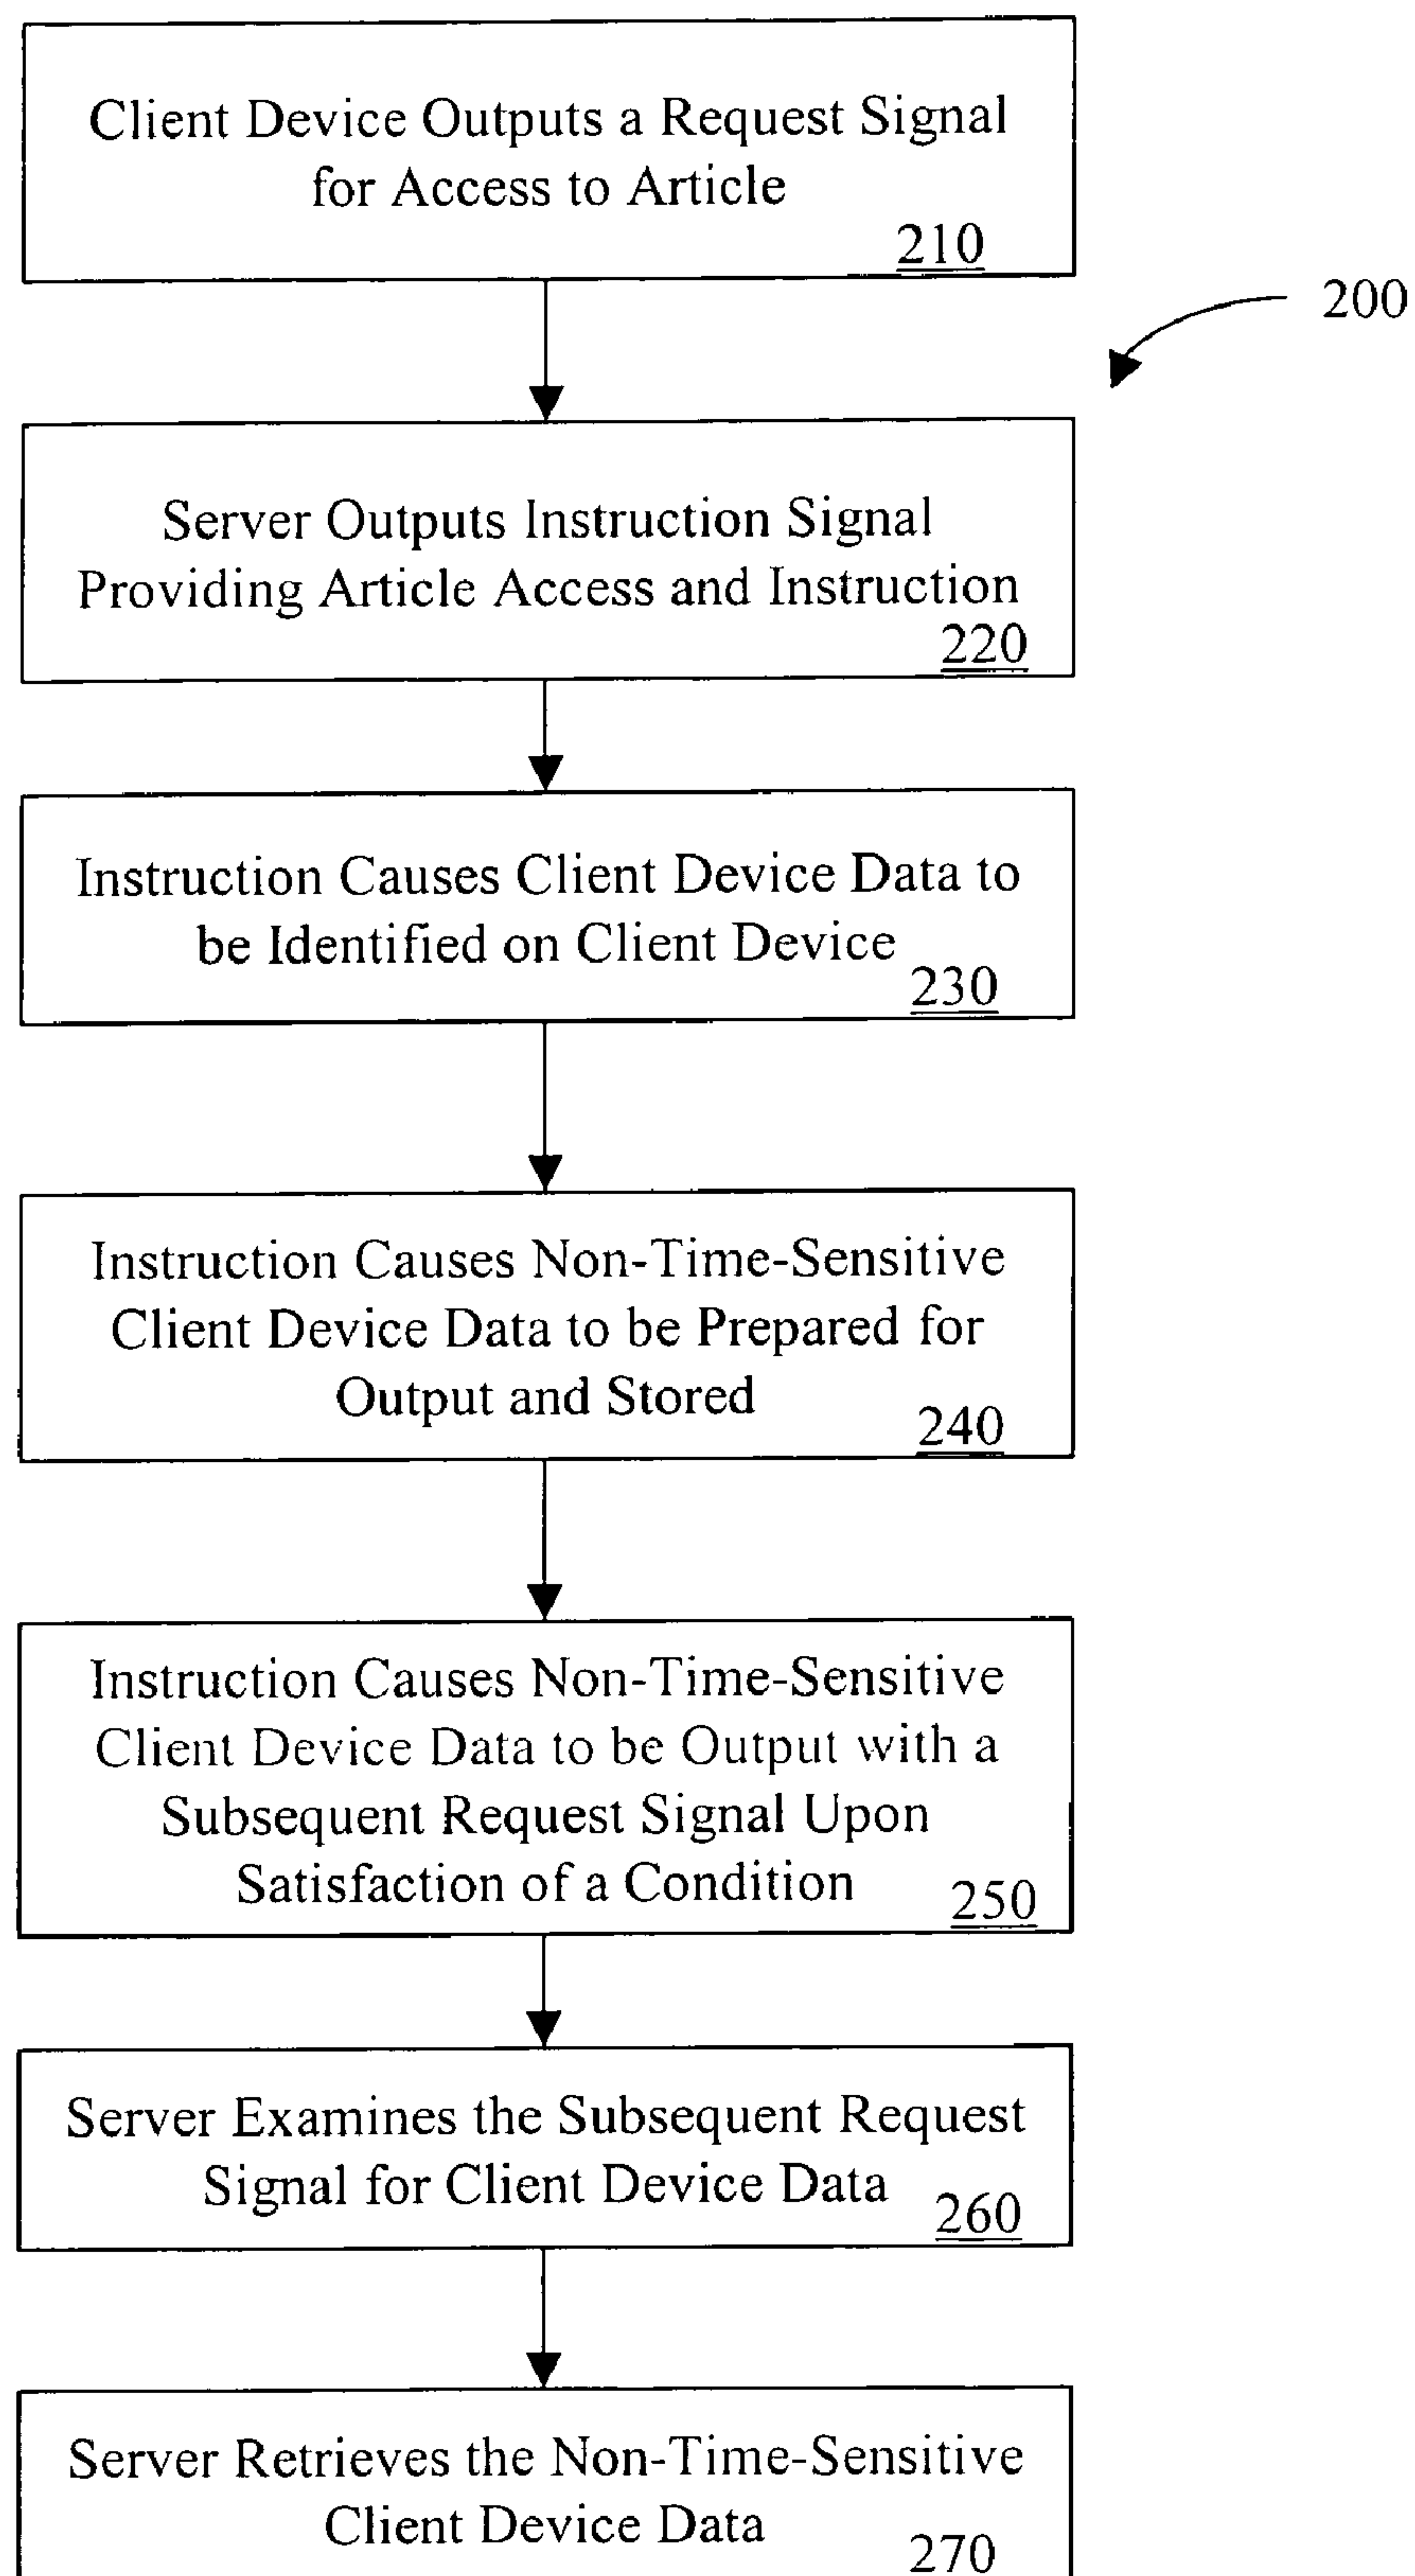 Client Device Outputs a Request Signal
for Access to Article
210
200
Server Outputs Instruction Signal
Providing Article Access and Instruction
220
Instruction Causes Client Device Data to
be Identified on Client Device
230
Instruction Causes Non-Time-Sensitive
Client Device Data to be Prepared for
Output and Stored
240
Instruction Causes Non-Time-Sensitive
Client Device Data to be Output with a
Subsequent Request Signal Upon
Satisfaction of a Condition
250
Server Examines the Subsequent Request
Signal for Client Device Data
260
Server Retrieves the Non-Time-Sensitive
Client Device Data
270